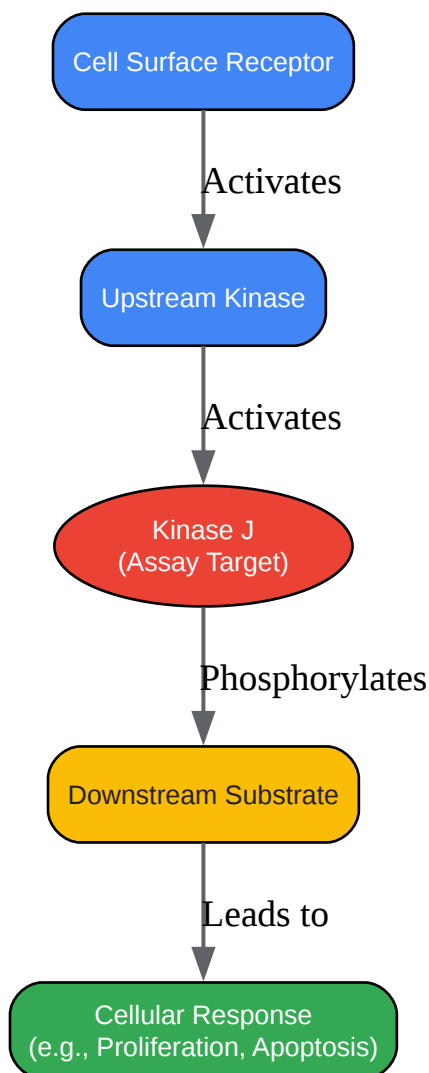 Cell Surface Receptor
Activates
Upstream Kinase
Activates
Kinase J
(Assay Target)
Phosphorylates
Downstream Substrate
Leads to
Cellular Response
(e.g., Proliferation, Apoptosis)